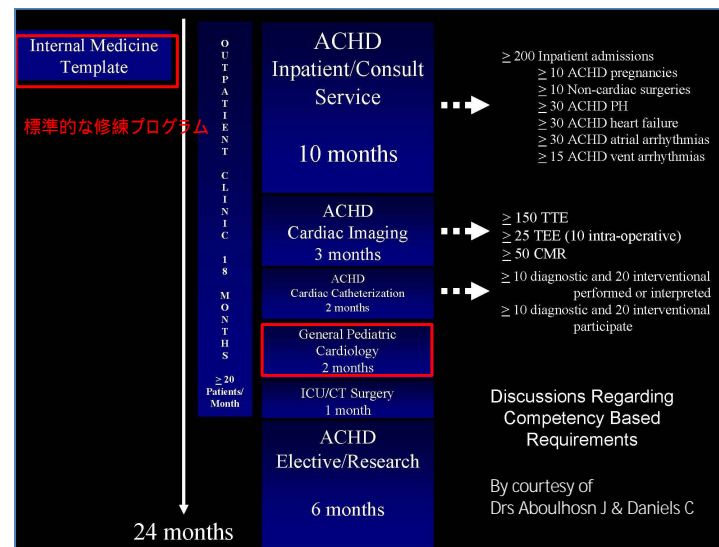 Internal Medicine
Template
標準的な修練プログラム
24 months
OUTPATIENT CLINIC 18 MONTHS
≥ 20
Patients/
Month
ACHD
Inpatient/Consult
Service
10 months
ACHD
Cardiac Imaging
3 months
ACHD
Cardiac Catheterization
2 months
General Pediatric
Cardiology
2 months
ICU/CT Surgery
1 month
ACHD
Elective/Research
6 months
≥ 200 Inpatient admissions
≥ 10 ACHD pregnancies
≥ 10 Non-cardiac surgeries
≥ 30 ACHD PH
≥ 30 ACHD heart failure
≥ 30 ACHD atrial arrhythmias
≥ 15 ACHD vent arrhythmias
≥ 150 TTE
≥ 25 TEE (10 intra-operative)
≥ 50 CMR
≥ 10 diagnostic and 20 interventional
performed or interpreted
≥ 10 diagnostic and 20 interventional
participate
Discussions Regarding
Competency Based
Requirements
By courtesy of
Drs Aboulhosn J & Daniels C